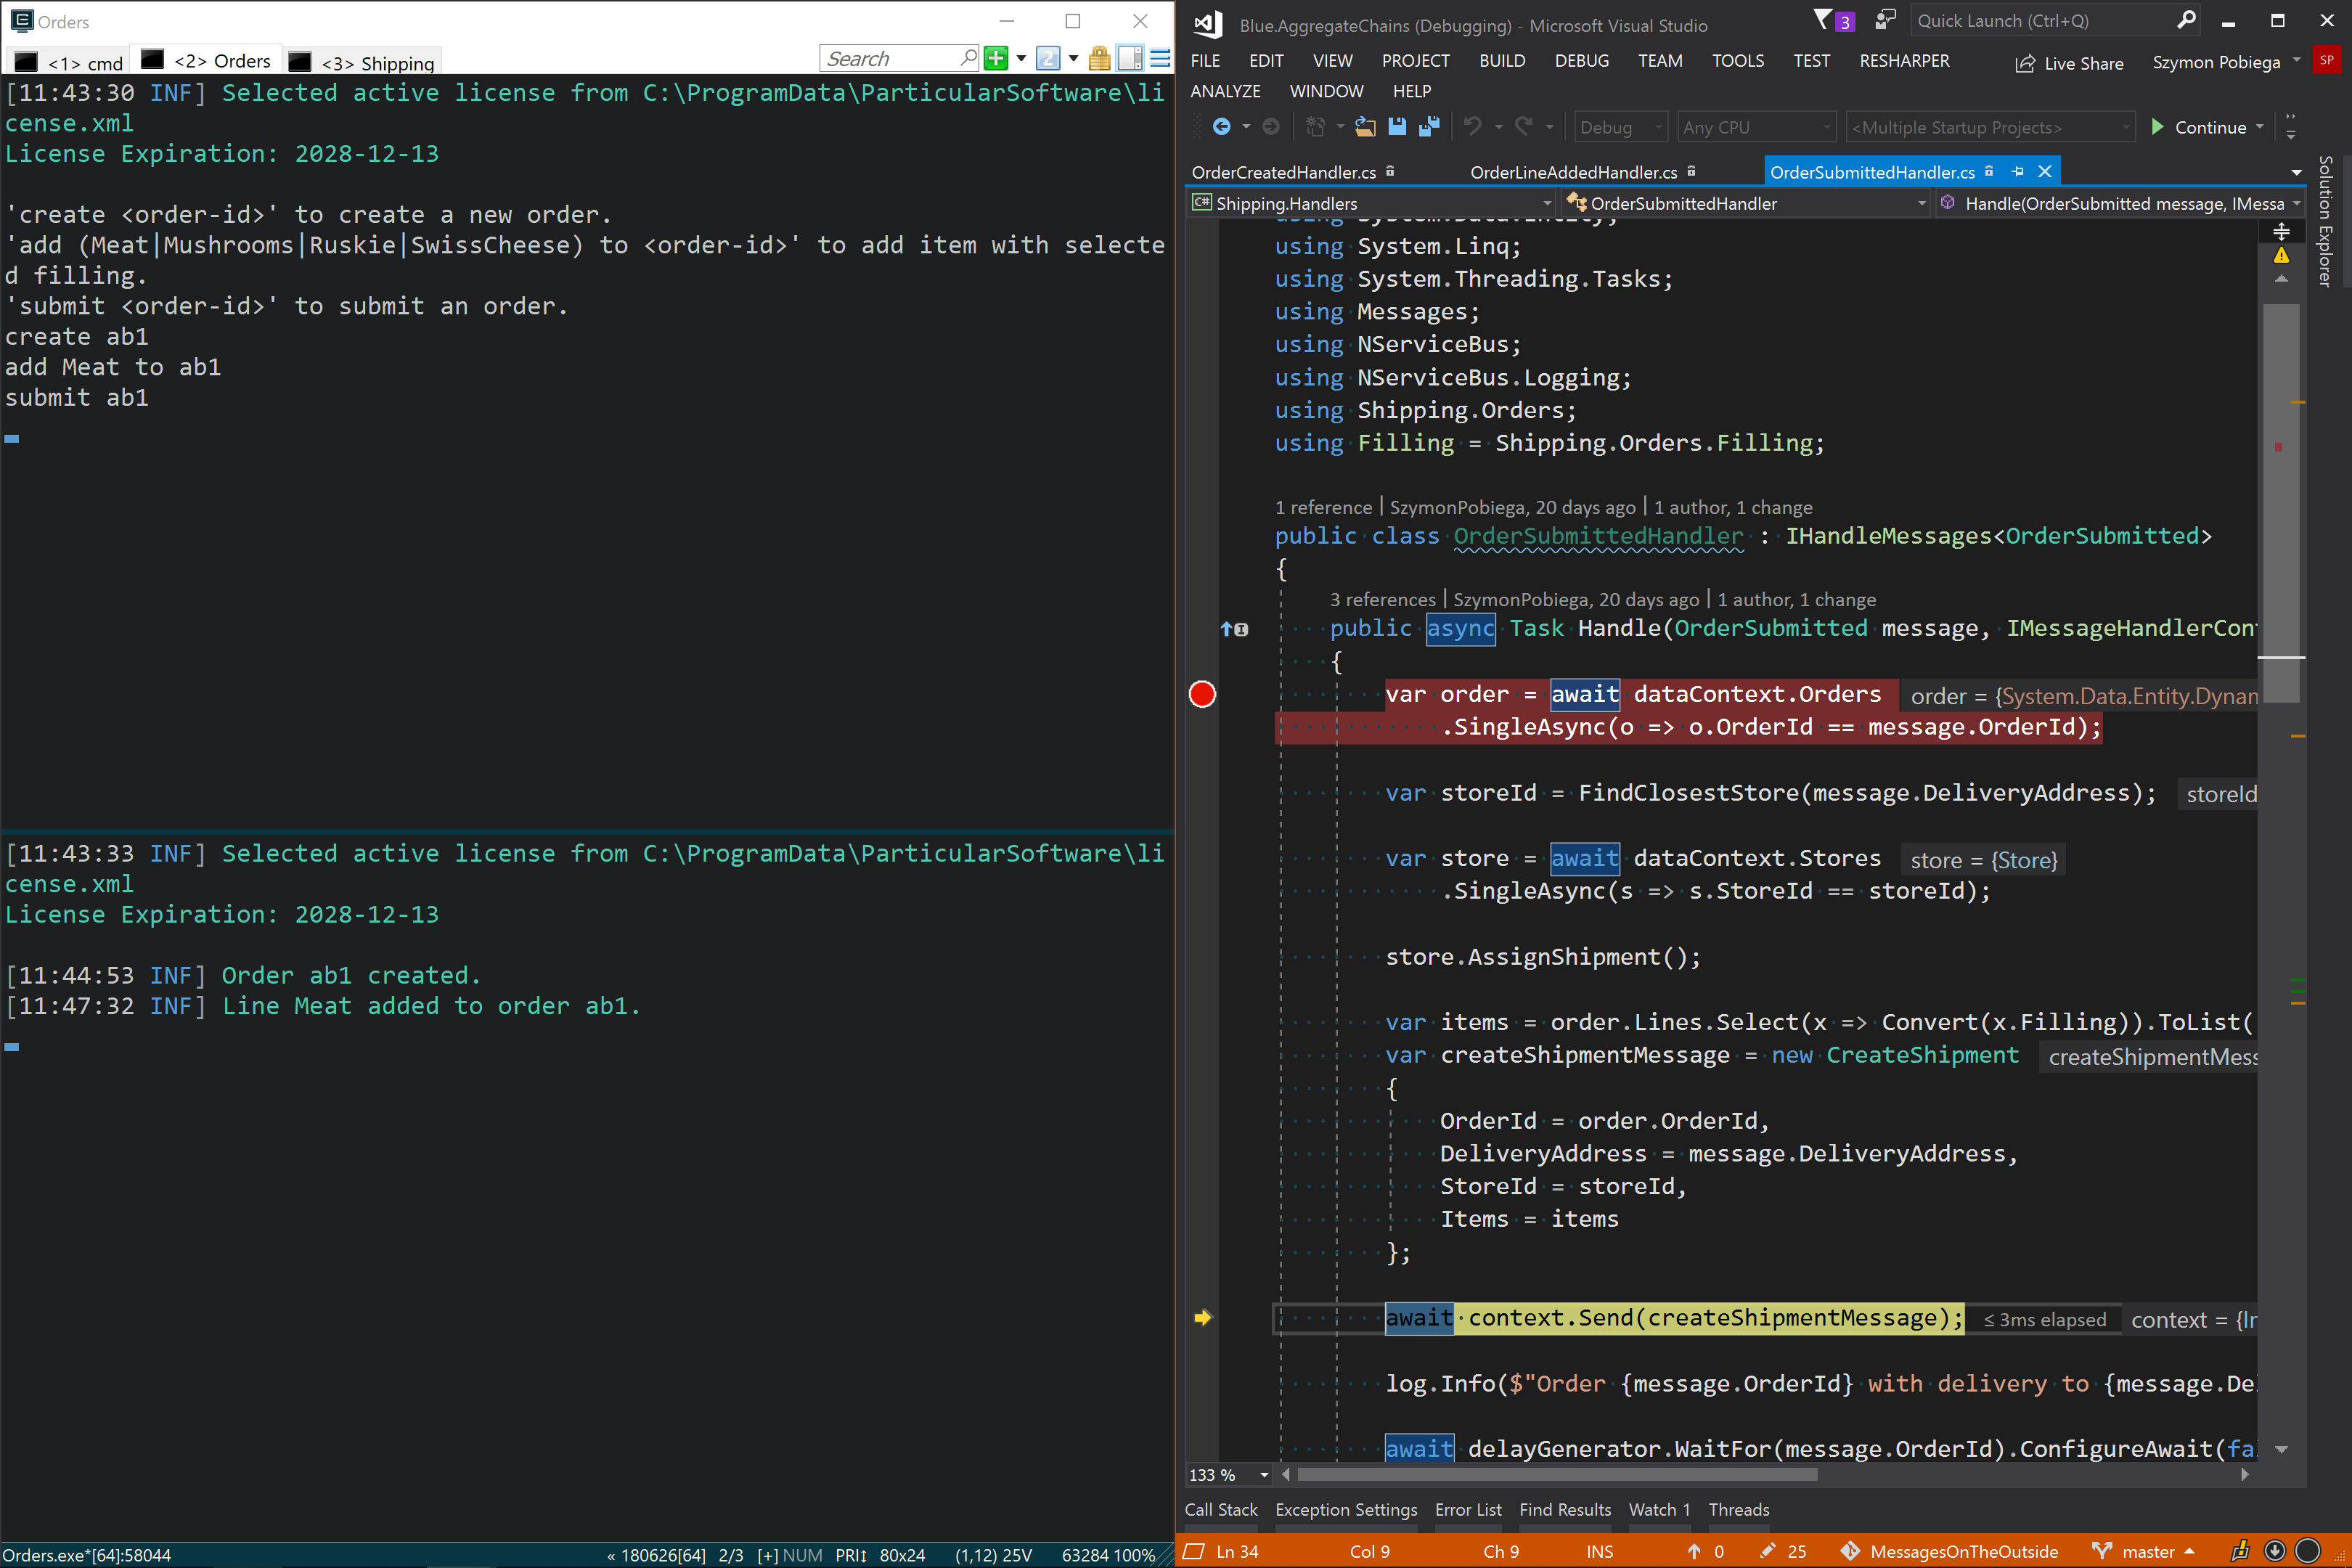 Orders
<1> cmd
<2> Orders
<3> Shipping
Search
[11:43:30 INF] Selected active license from C:\ProgramData\ParticularSoftware\li
cense.xml
License Expiration: 2028-12-13
'create <order-id>' to create a new order.
'add (Meat|Mushrooms|Ruskie|SwissCheese) to <order-id>' to add item with selecte
d filling.
'submit <order-id>' to submit an order.
create ab1
add Meat to ab1
submit ab1
[11:43:33 INF] Selected active license from C:\ProgramData\ParticularSoftware\li
cense.xml
License Expiration: 2028-12-13
[11:44:53 INF] Order ab1 created.
[11:47:32 INF] Line Meat added to order ab1.
Orders.exe*[64]:58044
« 180626[64] 2/3 [+] NUM PRI↕ 80x24 (1,12) 25V 63284 100%
Blue.AggregateChains (Debugging) - Microsoft Visual Studio
3
Quick Launch (Ctrl+Q)
FILE EDIT VIEW PROJECT BUILD DEBUG TEAM TOOLS TEST RESHARPER
Live Share
Szymon Pobiega
SP
ANALYZE WINDOW HELP
Debug
Any CPU
<Multiple Startup Projects>
Continue
OrderCreatedHandler.cs
OrderLineAddedHandler.cs
OrderSubmittedHandler.cs
Solution Explorer
C# Shipping.Handlers
OrderSubmittedHandler
Handle(OrderSubmitted message, IMessa
using System.Data.Entity;
using System.Linq;
using System.Threading.Tasks;
using Messages;
using NServiceBus;
using NServiceBus.Logging;
using Shipping.Orders;
using Filling = Shipping.Orders.Filling;
1 reference | SzymonPobiega, 20 days ago | 1 author, 1 change
public class OrderSubmittedHandler : IHandleMessages<OrderSubmitted>
{
3 references | SzymonPobiega, 20 days ago | 1 author, 1 change
public async Task Handle(OrderSubmitted message, IMessageHandlerCon
{
var order = await dataContext.Orders order = {System.Data.Entity.Dynan
.SingleAsync(o => o.OrderId == message.OrderId);
var storeId = FindClosestStore(message.DeliveryAddress); storeId
var store = await dataContext.Stores store = {Store}
.SingleAsync(s => s.StoreId == storeId);
store.AssignShipment();
var items = order.Lines.Select(x => Convert(x.Filling)).ToList(
var createShipmentMessage = new CreateShipment createShipmentMess
{
OrderId = order.OrderId,
DeliveryAddress = message.DeliveryAddress,
StoreId = storeId,
Items = items
};
await context.Send(createShipmentMessage); ≤ 3ms elapsed context = {In
log.Info($"Order {message.OrderId} with delivery to {message.De
await delayGenerator.WaitFor(message.OrderId).ConfigureAwait(fa
133 %
Call Stack Exception Settings Error List Find Results Watch 1 Threads
Ln 34 Col 9 Ch 9 INS 0 25 MessagesOnTheOutside master